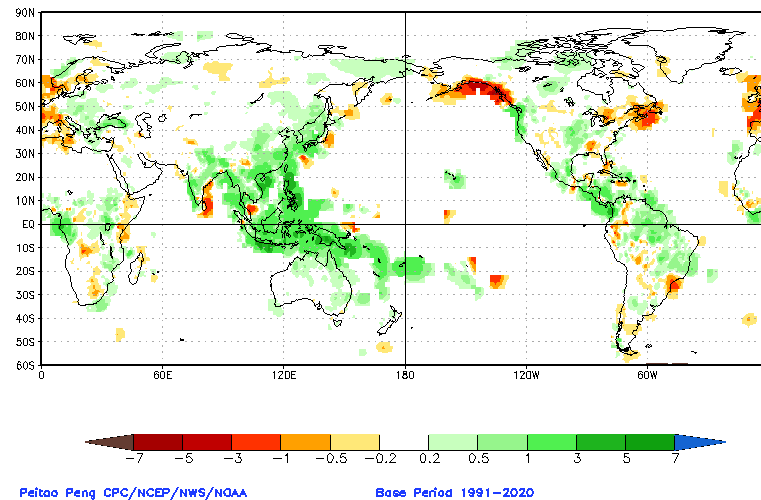 90N
80N
70N
60N
50N
40N
30N
20N
10N
EQ
10S
20S
30S
40S
50S
60S
0 60E 120E 180 120W 60W
-7 -5 -3 -1 -0.5 -0.2 0.2 0.5 1 3 5 7
Peitao Peng CPC/NCEP/NWS/NOAA Base Period 1991-2020